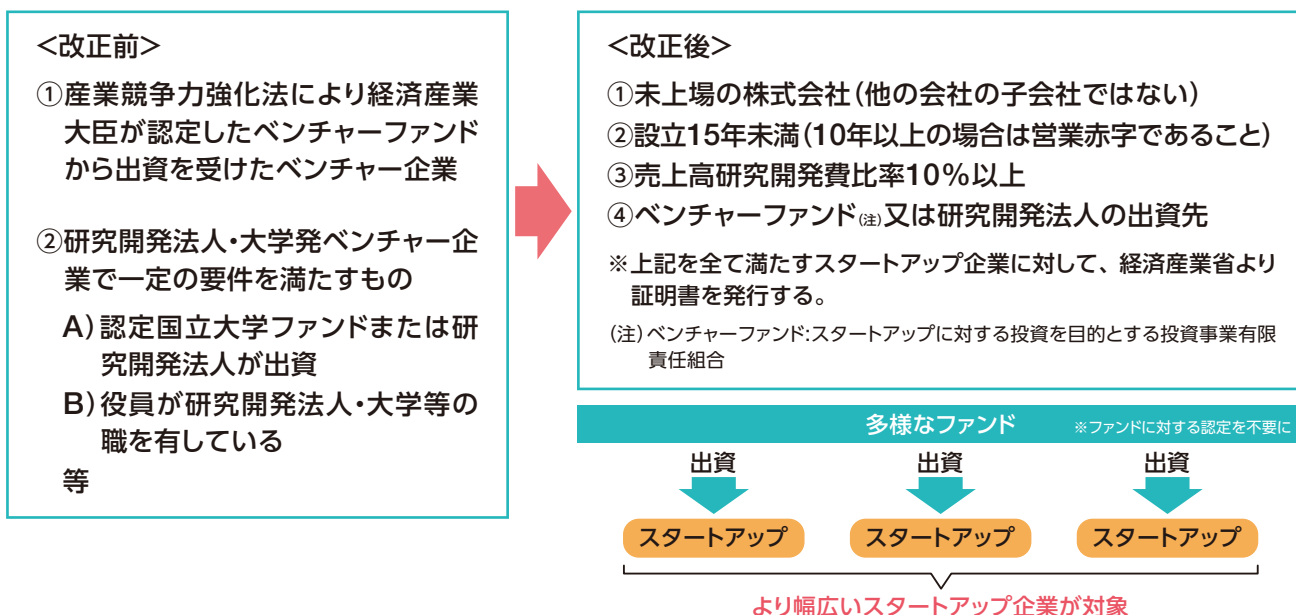 ＜改正前＞
①産業競争力強化法により経済産業
大臣が認定したベンチャーファンド
から出資を受けたベンチャー企業
②研究開発法人・大学発ベンチャー企
業で一定の要件を満たすもの
A）認定国立大学ファンドまたは研
究開発法人が出資
B）役員が研究開発法人・大学等の
職を有している
等
＜改正後＞
①未上場の株式会社（他の会社の子会社ではない）
②設立15年未満（10年以上の場合は営業赤字であること）
③売上高研究開発費比率10％以上
④ベンチャーファンド(注)又は研究開発法人の出資先
※上記を全て満たすスタートアップ企業に対して、経済産業省より
証明書を発行する。
（注）ベンチャーファンド:スタートアップに対する投資を目的とする投資事業有限
責任組合
多様なファンド ※ファンドに対する認定を不要に
出資 出資 出資
スタートアップ スタートアップ スタートアップ
より幅広いスタートアップ企業が対象